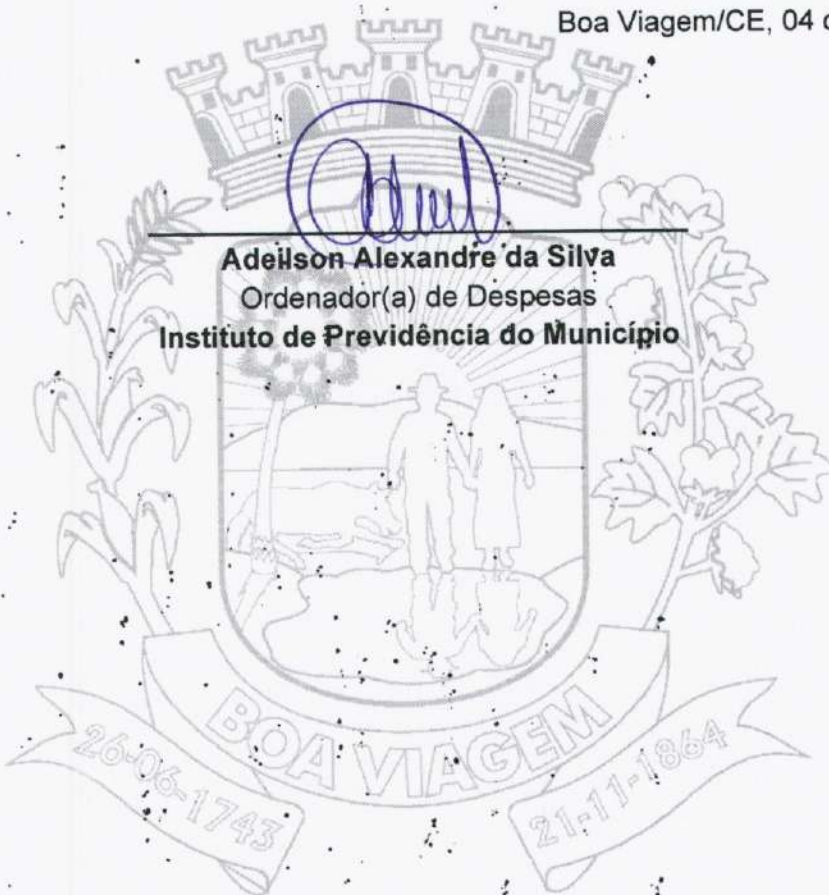 Boa Viagem/CE, 04
Adeilson Alexandre da Silva
Ordenador(a) de Despesas
Instituto de Previdência do Município
BOA VIAGEM
26-06-1743
21-11-1864